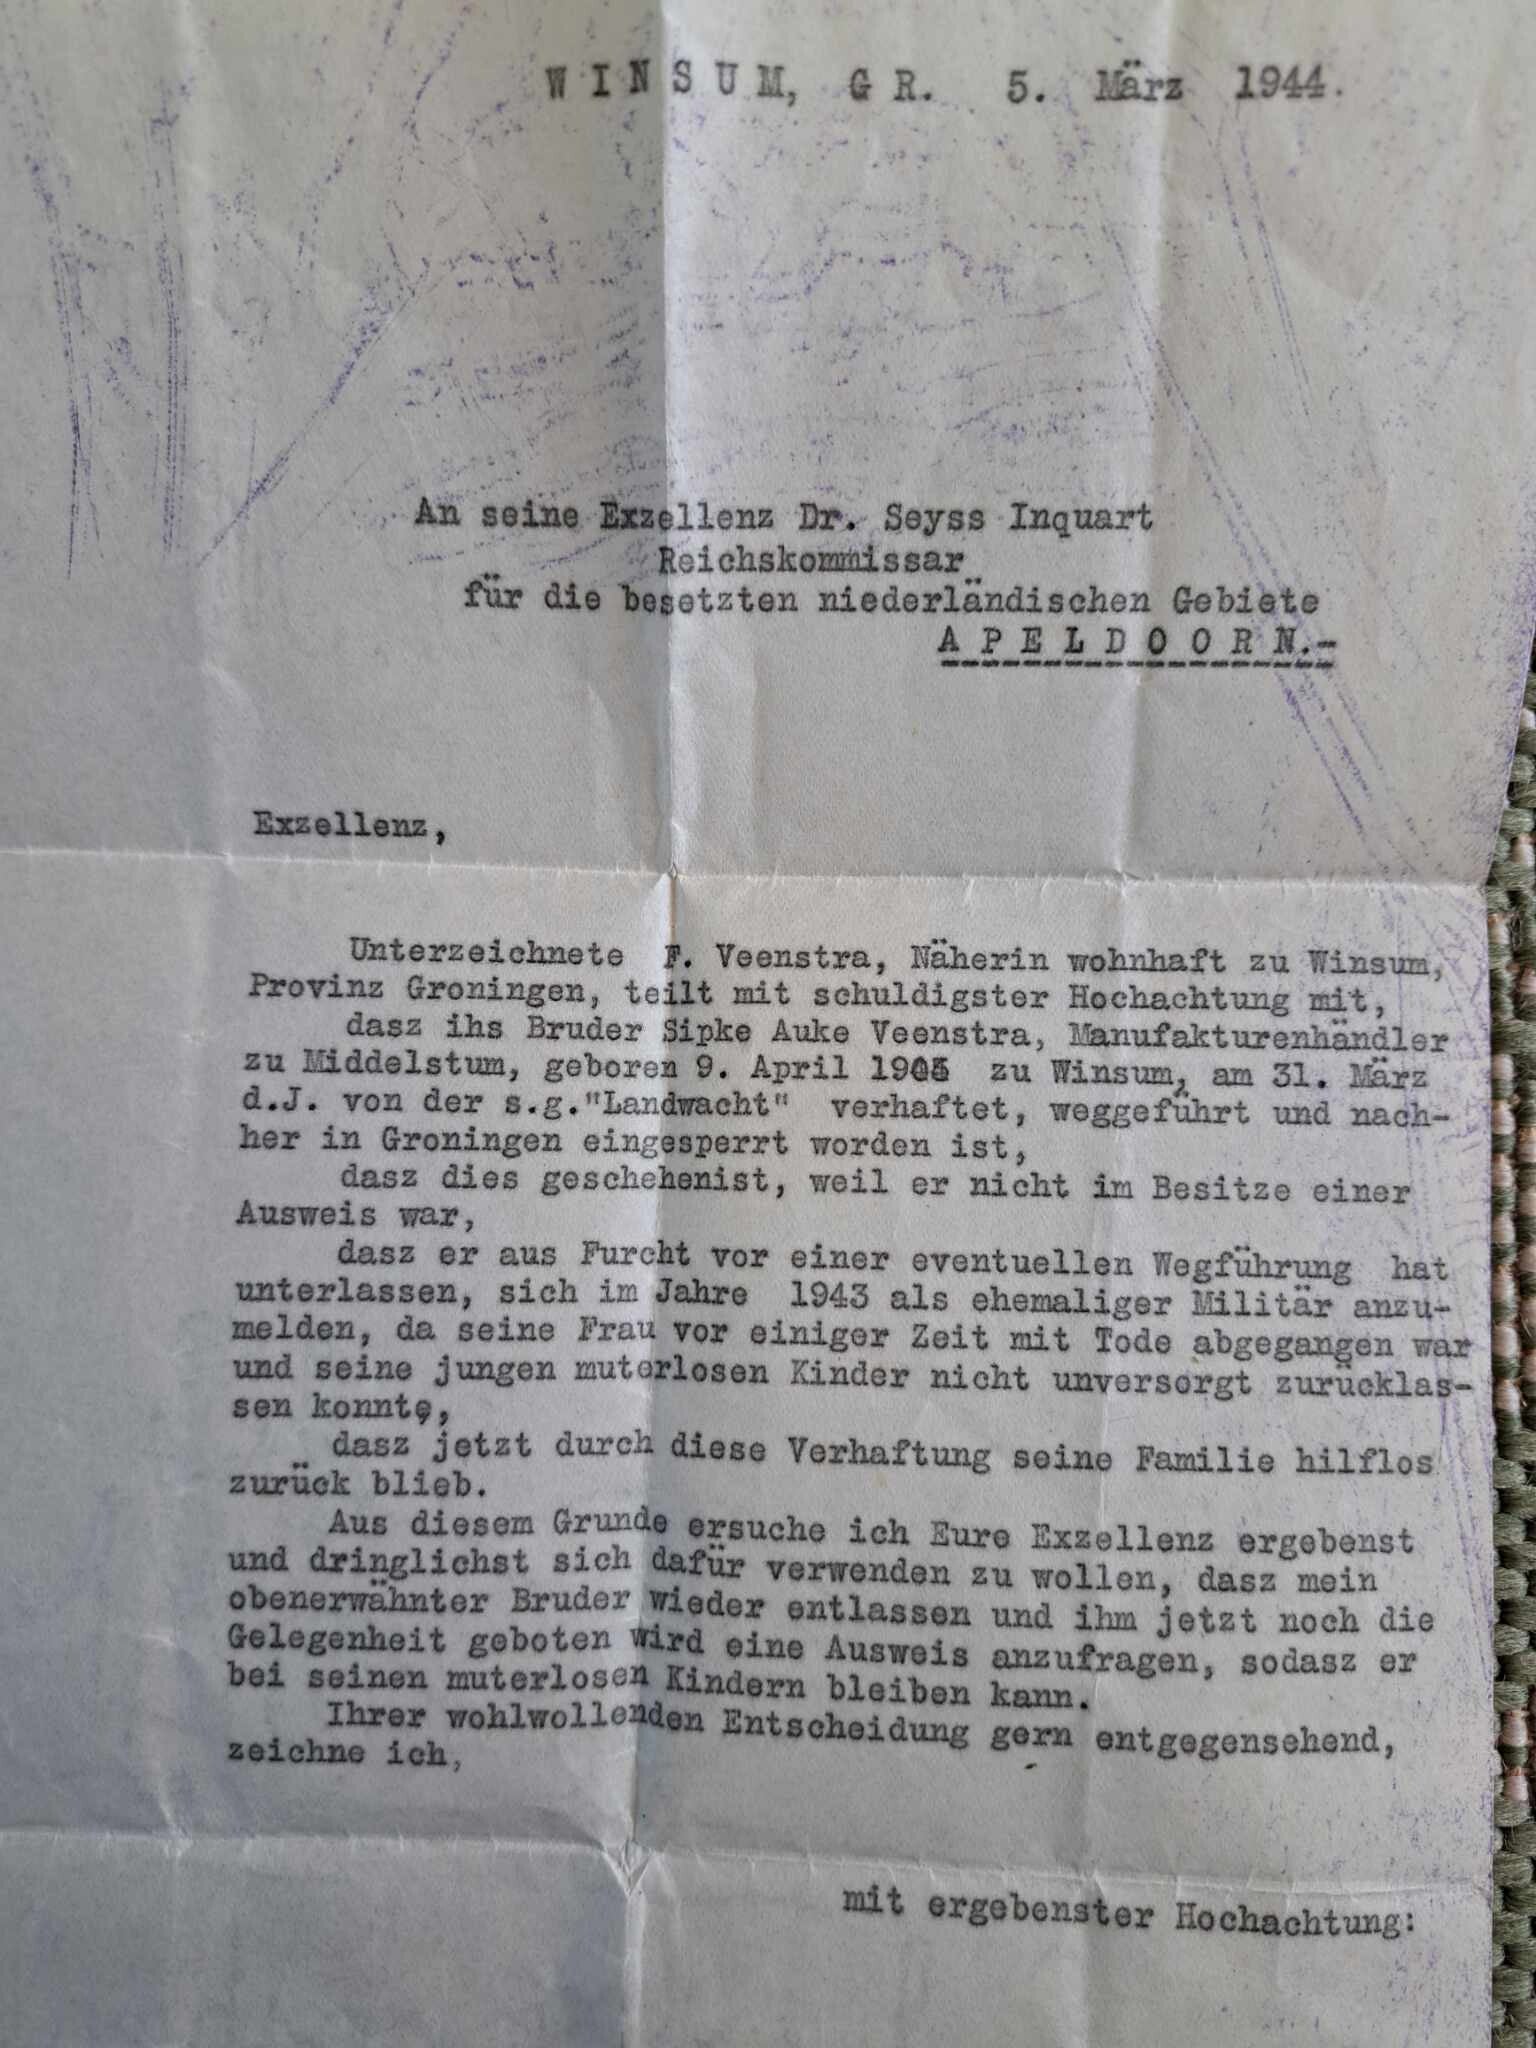 WINSUM, GR. 5. März 1944.
An seine Exzellenz Dr. Seyss Inquart
Reichskommissar
für die besetzten niederländischen Gebiete
APELDOORN.-
Exzellenz,
Unterzeichnete F. Veenstra, Näherin wohnhaft zu Winsum,
Provinz Groningen, teilt mit schuldigster Hochachtung mit,
dasz ihs Bruder Sipke Auke Veenstra, Manufakturenhändler
zu Middelstum, geboren 9. April zu Winsum, am 31. März
d.J. von der s.g."Landwacht" verhaftet, weggeführt und nach-
her in Groningen eingesperrt worden ist,
dasz dies geschehenist, weil er nicht im Besitze einer
Ausweis war,
dasz er aus Furcht vor einer eventuellen Wegführung hat
unterlassen, sich im Jahre 1943 als ehemaliger Militär anzu-
melden, da seine Frau vor einiger Zeit mit Tode abgegangen war
und seine jungen muterlosen Kinder nicht unversorgt zurücklas-
sen konnte,
dasz jetzt durch diese Verhaftung seine Familie hilflos
zurück blieb.
Aus diesem Grunde ersuche ich Eure Exzellenz ergebenst
und dringlichst sich dafür verwenden zu wollen, dasz mein
obenerwähnter Bruder wieder entlassen und ihm jetzt noch die
Gelegenheit geboten wird eine Ausweis anzufragen, sodasz er
bei seinen muterlosen Kindern bleiben kann.
Ihrer wohlwollenden Entscheidung gern entgegensehend,
zeichne ich,
mit ergebenster Hochachtung: